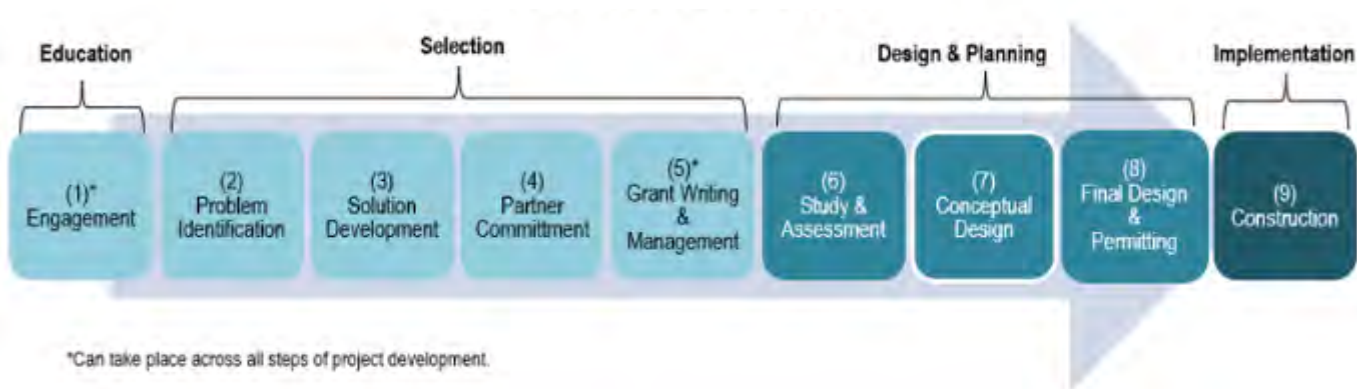 Education
Selection
Design & Planning
Implementation
(1)*
Engagement
(2)
Problem
Identification
(3)
Solution
Development
(4)
Partner
Committment
(5)*
Grant Writing
&
Management
(6)
Study &
Assessment
(7)
Conceptual
Design
(8)
Final Design
&
Permitting
(9)
Construction
*Can take place across all steps of project development.